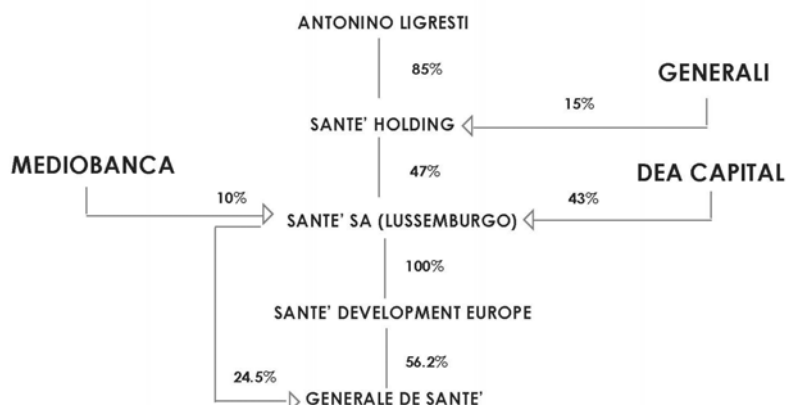 ANTONINO LIGRESTI
85%
GENERALI
15%
SANTE' HOLDING
MEDIOBANCA
47%
DEA CAPITAL
10%
43%
SANTE' SA (LUSSEMBURGO)
100%
SANTE' DEVELOPMENT EUROPE
56.2%
24.5%
GENERALE DE SANTE'